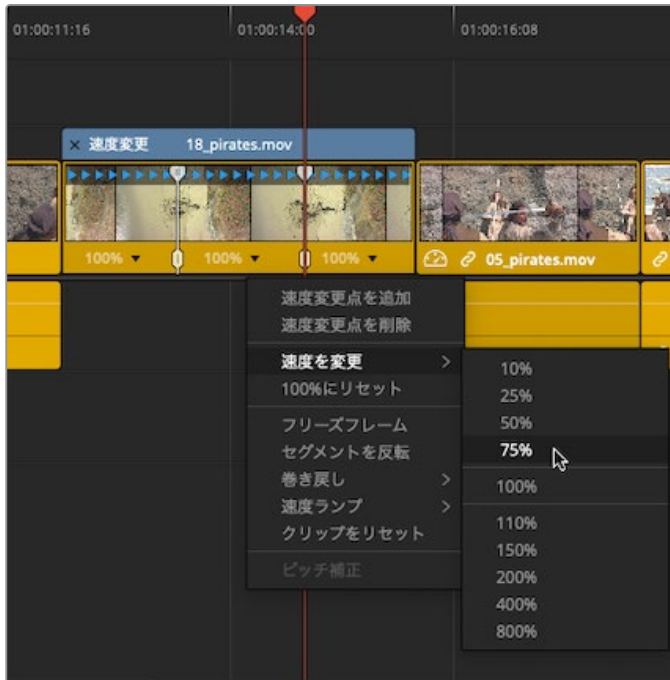 01:00:11:16
01:00:14:00
01:00:16:08
× 速度変更 18_pirates.mov
100% ▼ 100% ▼ 100% ▼
05_pirates.mov
速度変更点を追加
速度変更点を削除
速度を変更 >
100%にリセット
フリーズフレーム
セグメントを反転
巻き戻し >
速度ランプ >
クリップをリセット
ピッチ補正
10%
25%
50%
75%
100%
110%
150%
200%
400%
800%